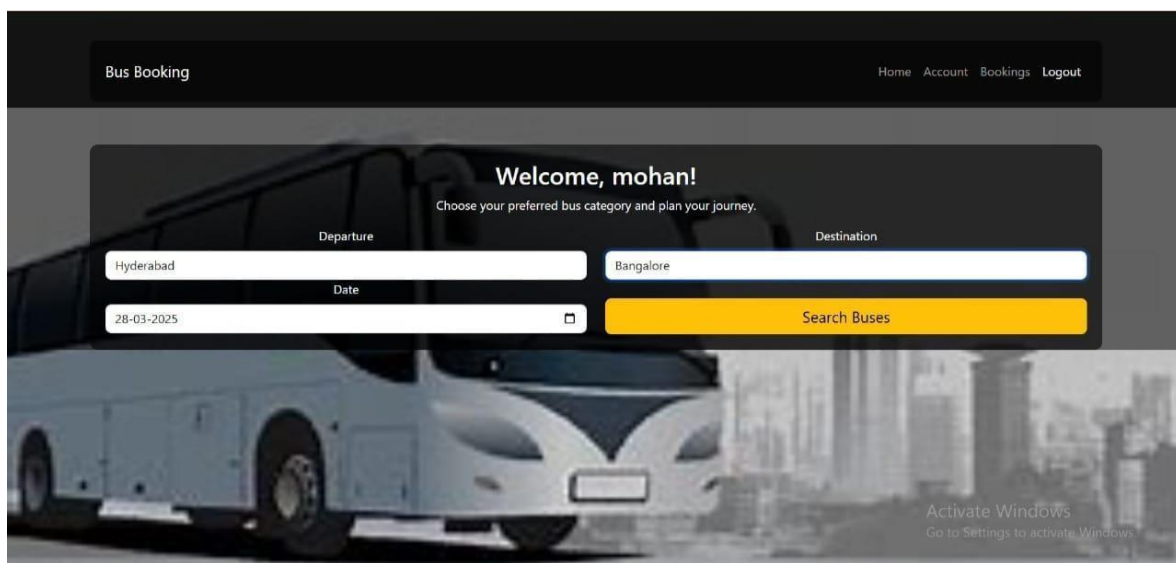 Bus Booking
Home Account Bookings Logout
Welcome, mohan!
Choose your preferred bus category and plan your journey.
Departure
Destination
Hyderabad
Bangalore
Date
28-03-2025
Search Buses
Activate Windows
Go to Settings to activate Windows.